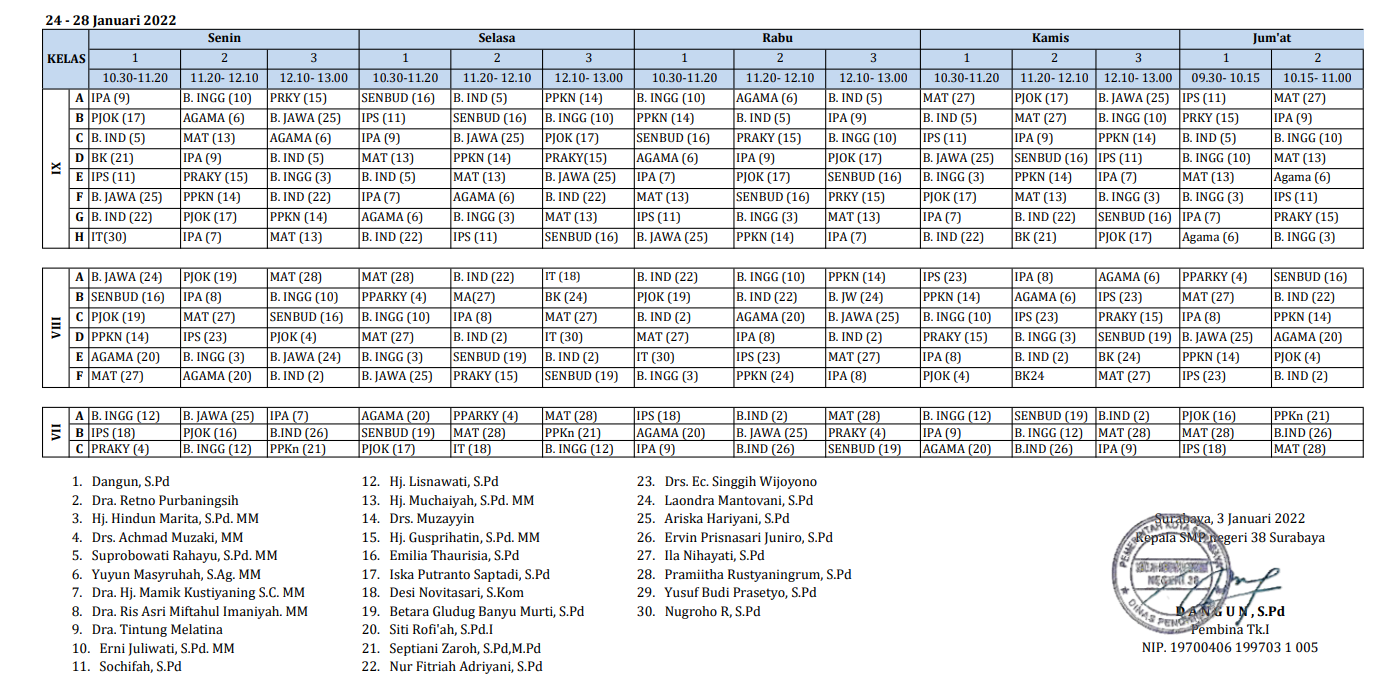 24 - 28 Januari 2022
KELAS Senin Selasa Rabu Kamis Jum'at
1 2 3 1 2 3 1 2 3 1 2 3 1 2
10.30-11.20 11.20- 12.10 12.10- 13.00 10.30-11.20 11.20- 12.10 12.10- 13.00 10.30-11.20 11.20- 12.10 12.10- 13.00 10.30-11.20 11.20- 12.10 12.10- 13.00 09.30- 10.15 10.15- 11.00
IX
A IPA (9) B. INGG (10) PRKY (15) SENBUD (16) B. IND (5) PPKN (14) B. INGG (10) AGAMA (6) B. IND (5) MAT (27) PJOK (17) B. JAWA (25) IPS (11) MAT (27)
B PJOK (17) AGAMA (6) B. JAWA (25) IPS (11) SENBUD (16) B. INGG (10) PPKN (14) B. IND (5) IPA (9) B. IND (5) MAT (27) B. INGG (10) PRKY (15) IPA (9)
C B. IND (5) MAT (13) AGAMA (6) IPA (9) B. JAWA (25) PJOK (17) SENBUD (16) PRAKY (15) B. INGG (10) IPS (11) IPA (9) PPKN (14) B. IND (5) B. INGG (10)
D BK (21) IPA (9) B. IND (5) MAT (13) PPKN (14) PRAKY(15) AGAMA (6) IPA (9) PJOK (17) B. JAWA (25) SENBUD (16) IPS (11) B. INGG (10) MAT (13)
E IPS (11) PRAKY (15) B. INGG (3) B. IND (5) MAT (13) B. JAWA (25) IPA (7) PJOK (17) SENBUD (16) B. INGG (3) PPKN (14) IPA (7) MAT (13) Agama (6)
F B. JAWA (25) PPKN (14) B. IND (22) IPA (7) AGAMA (6) B. IND (22) MAT (13) SENBUD (16) PRKY (15) PJOK (17) MAT (13) B. INGG (3) B. INGG (3) IPS (11)
G B. IND (22) PJOK (17) PPKN (14) AGAMA (6) B. INGG (3) MAT (13) IPS (11) B. INGG (3) MAT (13) IPA (7) B. IND (22) SENBUD (16) IPA (7) PRAKY (15)
H IT(30) IPA (7) MAT (13) B. IND (22) IPS (11) SENBUD (16) B. JAWA (25) PPKN (14) IPA (7) B. IND (22) BK (21) PJOK (17) Agama (6) B. INGG (3)
VIII
A B. JAWA (24) PJOK (19) MAT (28) MAT (28) B. IND (22) IT (18) B. IND (22) B. INGG (10) PPKN (14) IPS (23) IPA (8) AGAMA (6) PPARKY (4) SENBUD (16)
B SENBUD (16) IPA (8) B. INGG (10) PPARKY (4) MA(27) BK (24) PJOK (19) B. IND (22) B. JW (24) PPKN (14) AGAMA (6) IPS (23) MAT (27) B. IND (22)
C PJOK (19) MAT (27) SENBUD (16) B. INGG (10) IPA (8) MAT (27) B. IND (2) AGAMA (20) B. JAWA (25) B. INGG (10) IPS (23) PRAKY (15) IPA (8) PPKN (14)
D PPKN (14) IPS (23) PJOK (4) MAT (27) B. IND (2) IT (30) MAT (27) IPA (8) B. IND (2) PRAKY (15) B. INGG (3) SENBUD (19) B. JAWA (25) AGAMA (20)
E AGAMA (20) B. INGG (3) B. JAWA (24) B. INGG (3) SENBUD (19) B. IND (2) IT (30) IPS (23) MAT (27) IPA (8) B. IND (2) BK (24) PPKN (14) PJOK (4)
F MAT (27) AGAMA (20) B. IND (2) B. JAWA (25) PRAKY (15) SENBUD (19) B. INGG (3) PPKN (24) IPA (8) PJOK (4) BK24 MAT (27) IPS (23) B. IND (2)
VII
A B. INGG (12) B. JAWA (25) IPA (7) AGAMA (20) PPARKY (4) MAT (28) IPS (18) B.IND (2) MAT (28) B. INGG (12) SENBUD (19) B.IND (2) PJOK (16) PPKn (21)
B IPS (18) PJOK (16) B.IND (26) SENBUD (19) MAT (28) PPKn (21) AGAMA (20) B. JAWA (25) PRAKY (4) IPA (9) B. INGG (12) MAT (28) MAT (28) B.IND (26)
C PRAKY (4) B. INGG (12) PPKn (21) PJOK (17) IT (18) B. INGG (12) IPA (9) B.IND (26) SENBUD (19) AGAMA (20) B.IND (26) IPA (9) IPS (18) MAT (28)
1. Dangun, S.Pd
2. Dra. Retno Purbaningsih
3. Hj. Hindun Marita, S.Pd. MM
4. Drs. Achmad Muzaki, MM
5. Suprobowati Rahayu, S.Pd. MM
6. Yuyun Masyruhah, S.Ag. MM
7. Dra. Hj. Mamik Kustiyaning S.C. MM
8. Dra. Ris Asri Miftahul Imaniyah. MM
9. Dra. Tintung Melatina
10. Erni Juliwati, S.Pd. MM
11. Sochifah, S.Pd
12. Hj. Lisnawati, S.Pd
13. Hj. Muchaiyah, S.Pd. MM
14. Drs. Muzayyin
15. Hj. Gusprihatin, S.Pd. MM
16. Emilia Thaurisia, S.Pd
17. Iska Putranto Saptadi, S.Pd
18. Desi Novitasari, S.Kom
19. Betara Gludug Banyu Murti, S.Pd
20. Siti Rofi'ah, S.Pd.I
21. Septiani Zaroh, S.Pd,M.Pd
22. Nur Fitriah Adriyani, S.Pd
23. Drs. Ec. Singgih Wijoyono
24. Laondra Mantovani, S.Pd
25. Ariska Hariyani, S.Pd
26. Ervin Prisnasari Juniro, S.Pd
27. Ila Nihayati, S.Pd
28. Pramiitha Rustyaningrum, S.Pd
29. Yusuf Budi Prasetyo, S.Pd
30. Nugroho R, S.Pd
Surabaya, 3 Januari 2022
Kepala SMP negeri 38 Surabaya
PEMERINTAH KOTA SURABAYA
NEGERI 38
DINAS
D A N G U N , S.Pd
Pembina Tk.I
NIP. 19700406 199703 1 005